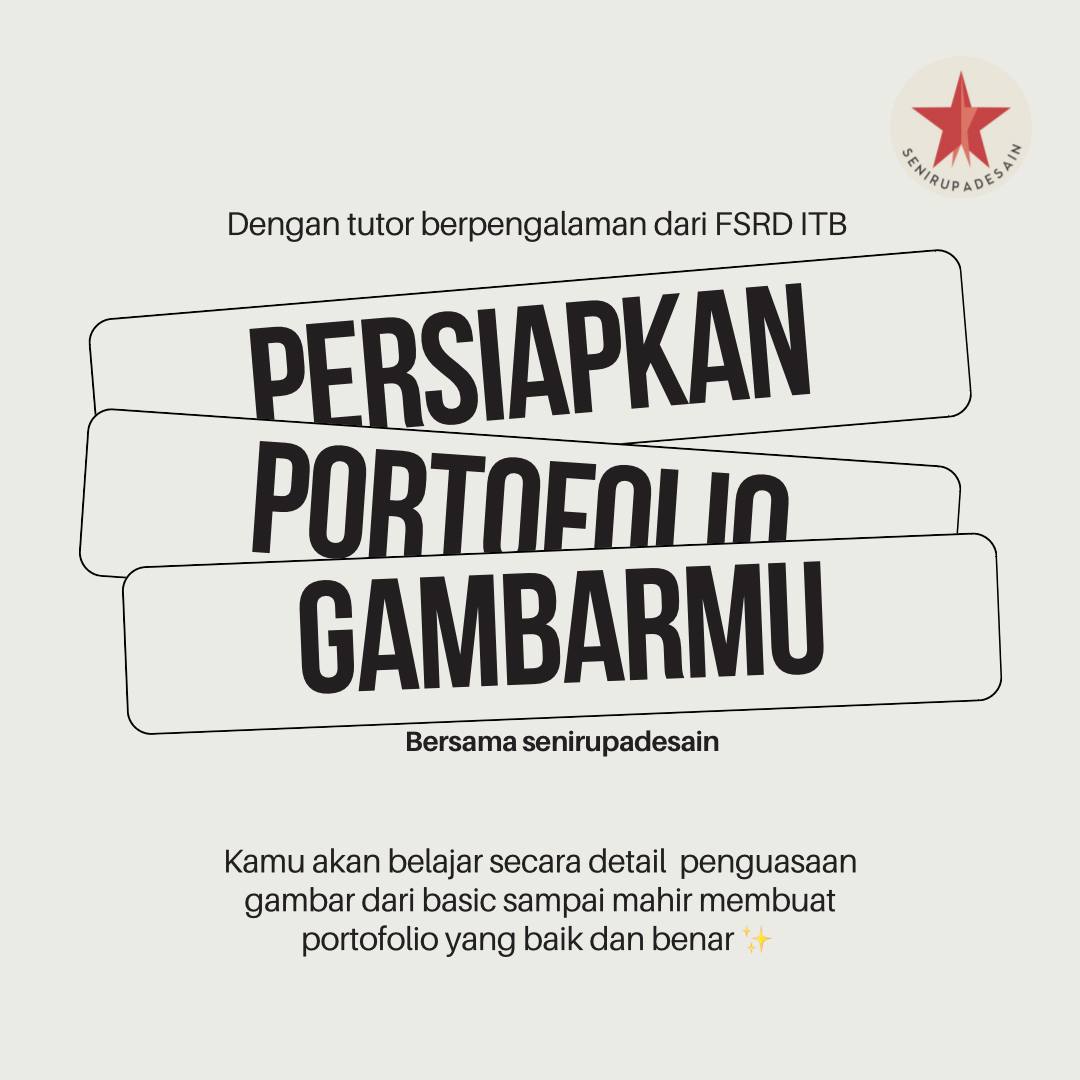 SENIRUPADESAIN
Dengan tutor berpengalaman dari FSRD ITB
PERSIAPKAN
PORTOFOLIO
GAMBARMU
Bersama senirupadesain
Kamu akan belajar secara detail  penguasaan
gambar dari basic sampai mahir membuat
portofolio yang baik dan benar ✨